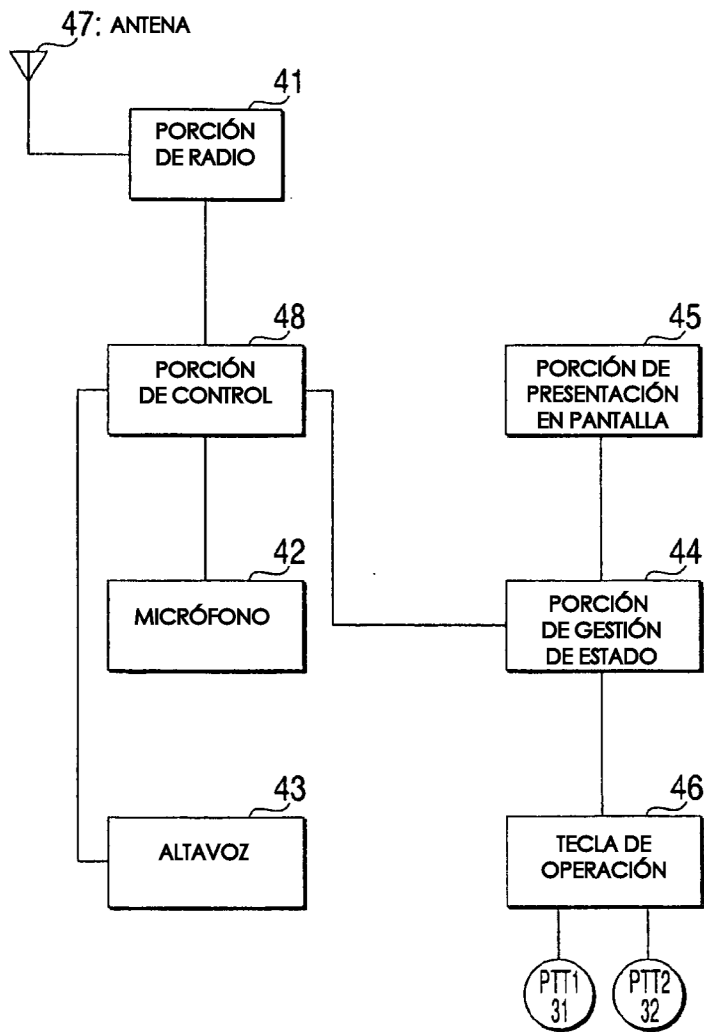 47: ANTENA
41
PORCIÓN
DE RADIO
48
PORCIÓN
DE CONTROL
45
PORCIÓN DE
PRESENTACIÓN
EN PANTALLA
42
MICRÓFONO
44
PORCIÓN
DE GESTIÓN
DE ESTADO
43
ALTAVOZ
46
TECLA DE
OPERACIÓN
PTT1
31
PTT2
32